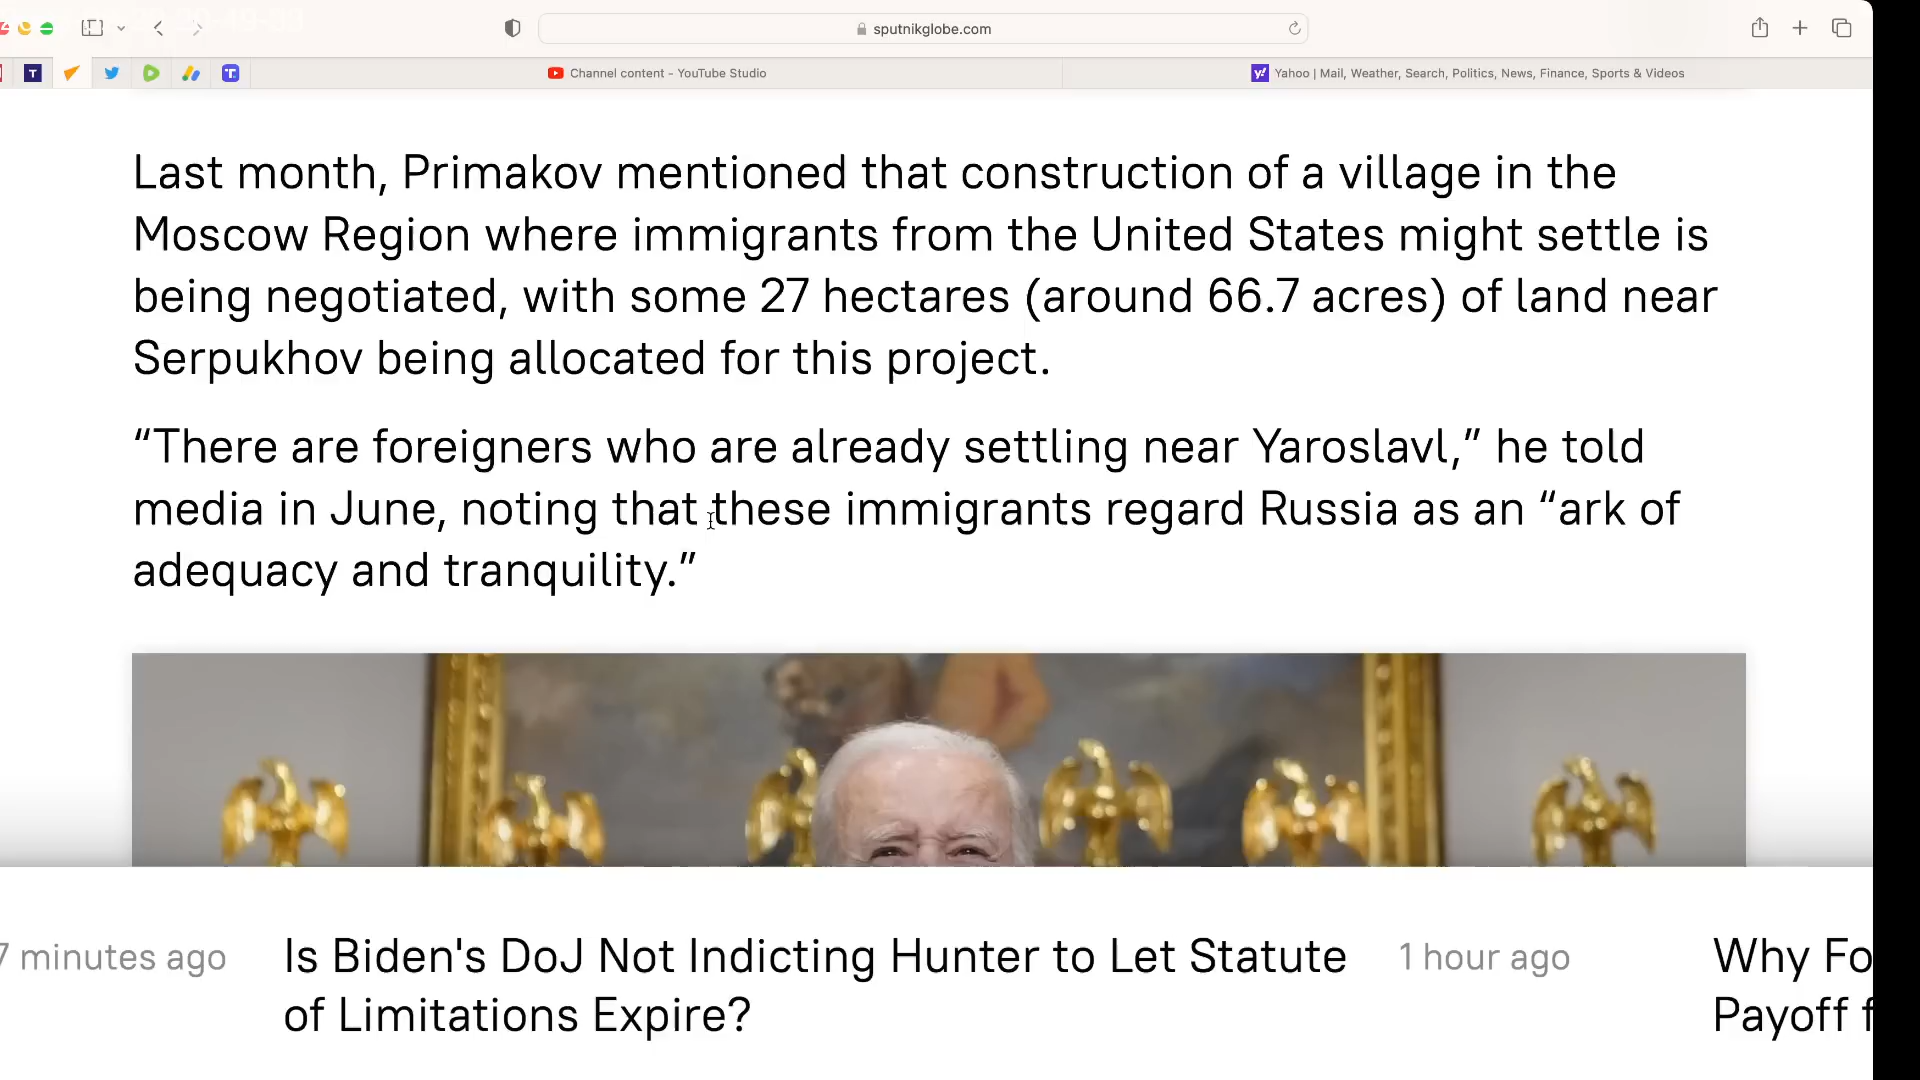 sputnikglobe.com
T
T
Channel content - YouTube Studio
y! Yahoo | Mail, Weather, Search, Politics, News, Finance, Sports & Videos
Last month, Primakov mentioned that construction of a village in the
Moscow Region where immigrants from the United States might settle is
being negotiated, with some 27 hectares (around 66.7 acres) of land near
Serpukhov being allocated for this project.
“There are foreigners who are already settling near Yaroslavl,” he told
media in June, noting that these immigrants regard Russia as an “ark of
adequacy and tranquility.”
7 minutes ago
Is Biden's DoJ Not Indicting Hunter to Let Statute
of Limitations Expire?
1 hour ago
Why Fo
Payoff f